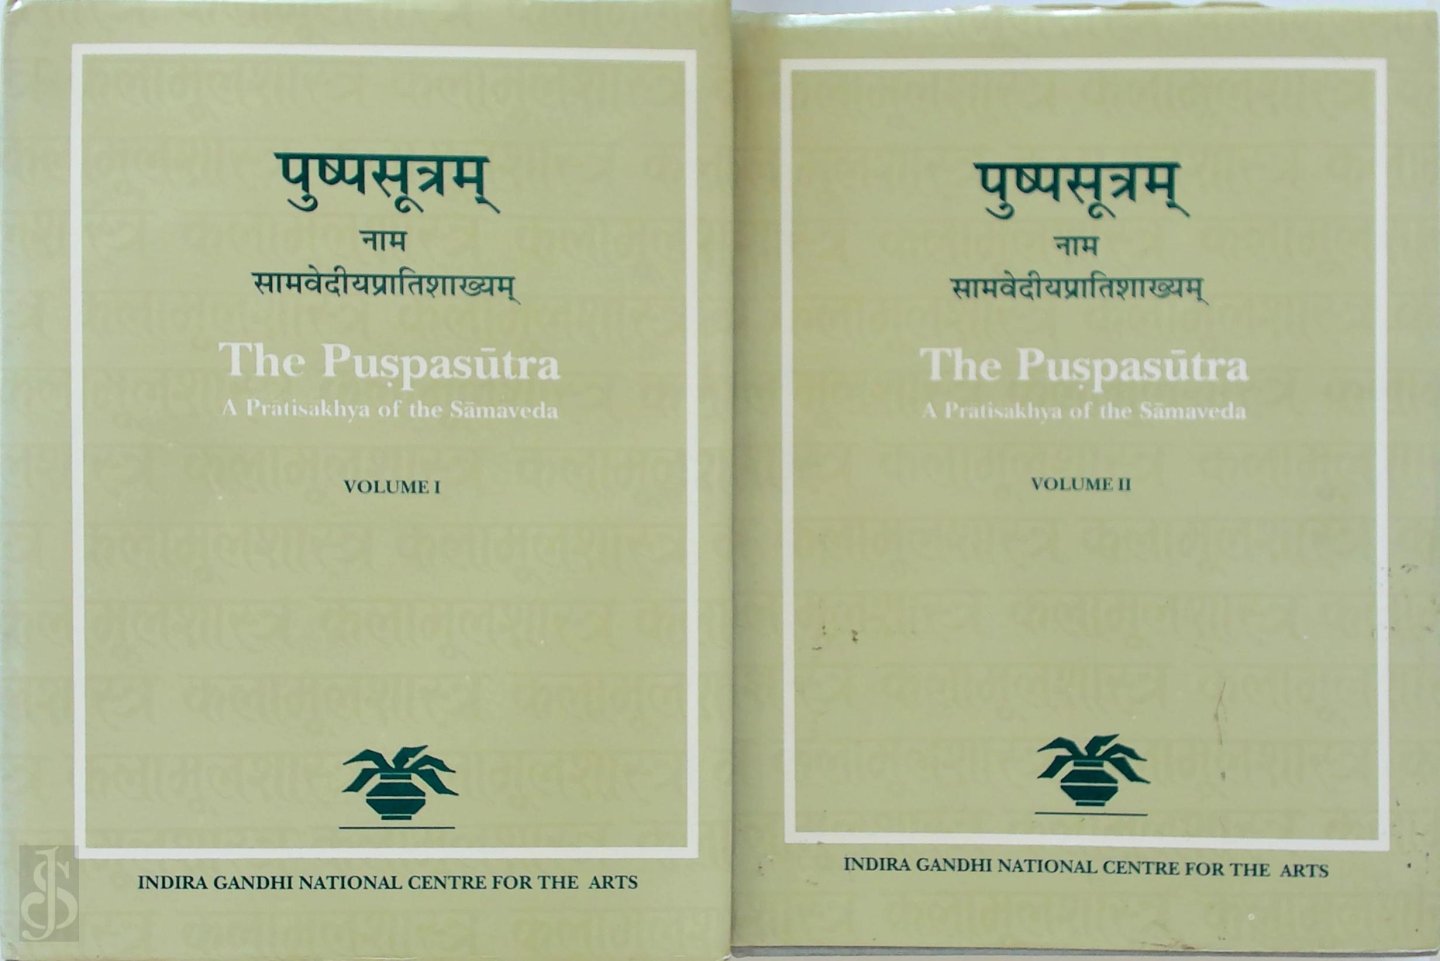 पुष्पसूत्रम्
नाम
सामवेदीयप्रातिशाख्यम्
The Puṣpasūtra
A Pratisakhya of the Sāmaveda
VOLUME I
INDIRA GANDHI NATIONAL CENTRE FOR THE ARTS
पुष्पसूत्रम्
नाम
सामवेदीयप्रातिशाख्यम्
The Puṣpasūtra
A Pratisakhya of the Sāmaveda
VOLUME II
INDIRA GANDHI NATIONAL CENTRE FOR THE ARTS